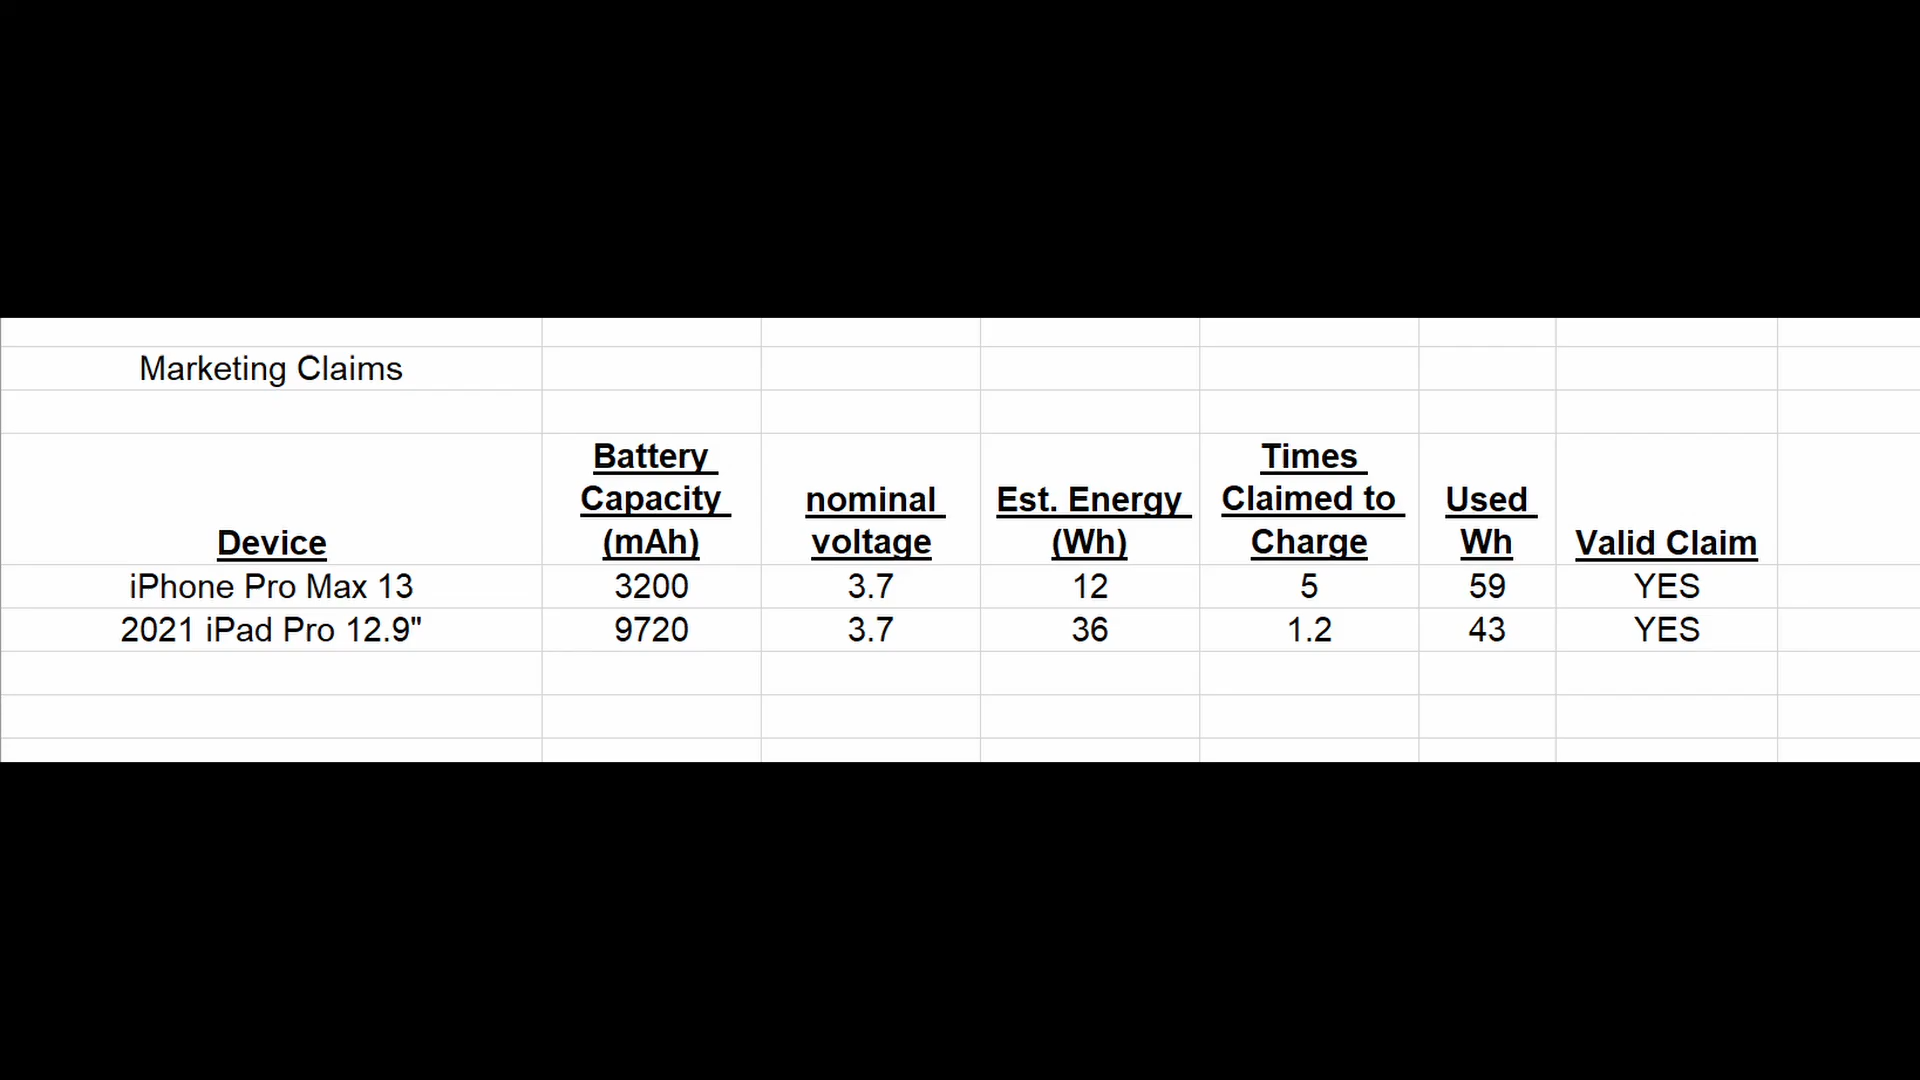 Marketing Claims
Device Battery Capacity (mAh) nominal voltage Est. Energy (Wh) Times Claimed to Charge Used Wh Valid Claim
iPhone Pro Max 13 3200 3.7 12 5 59 YES
2021 iPad Pro 12.9" 9720 3.7 36 1.2 43 YES